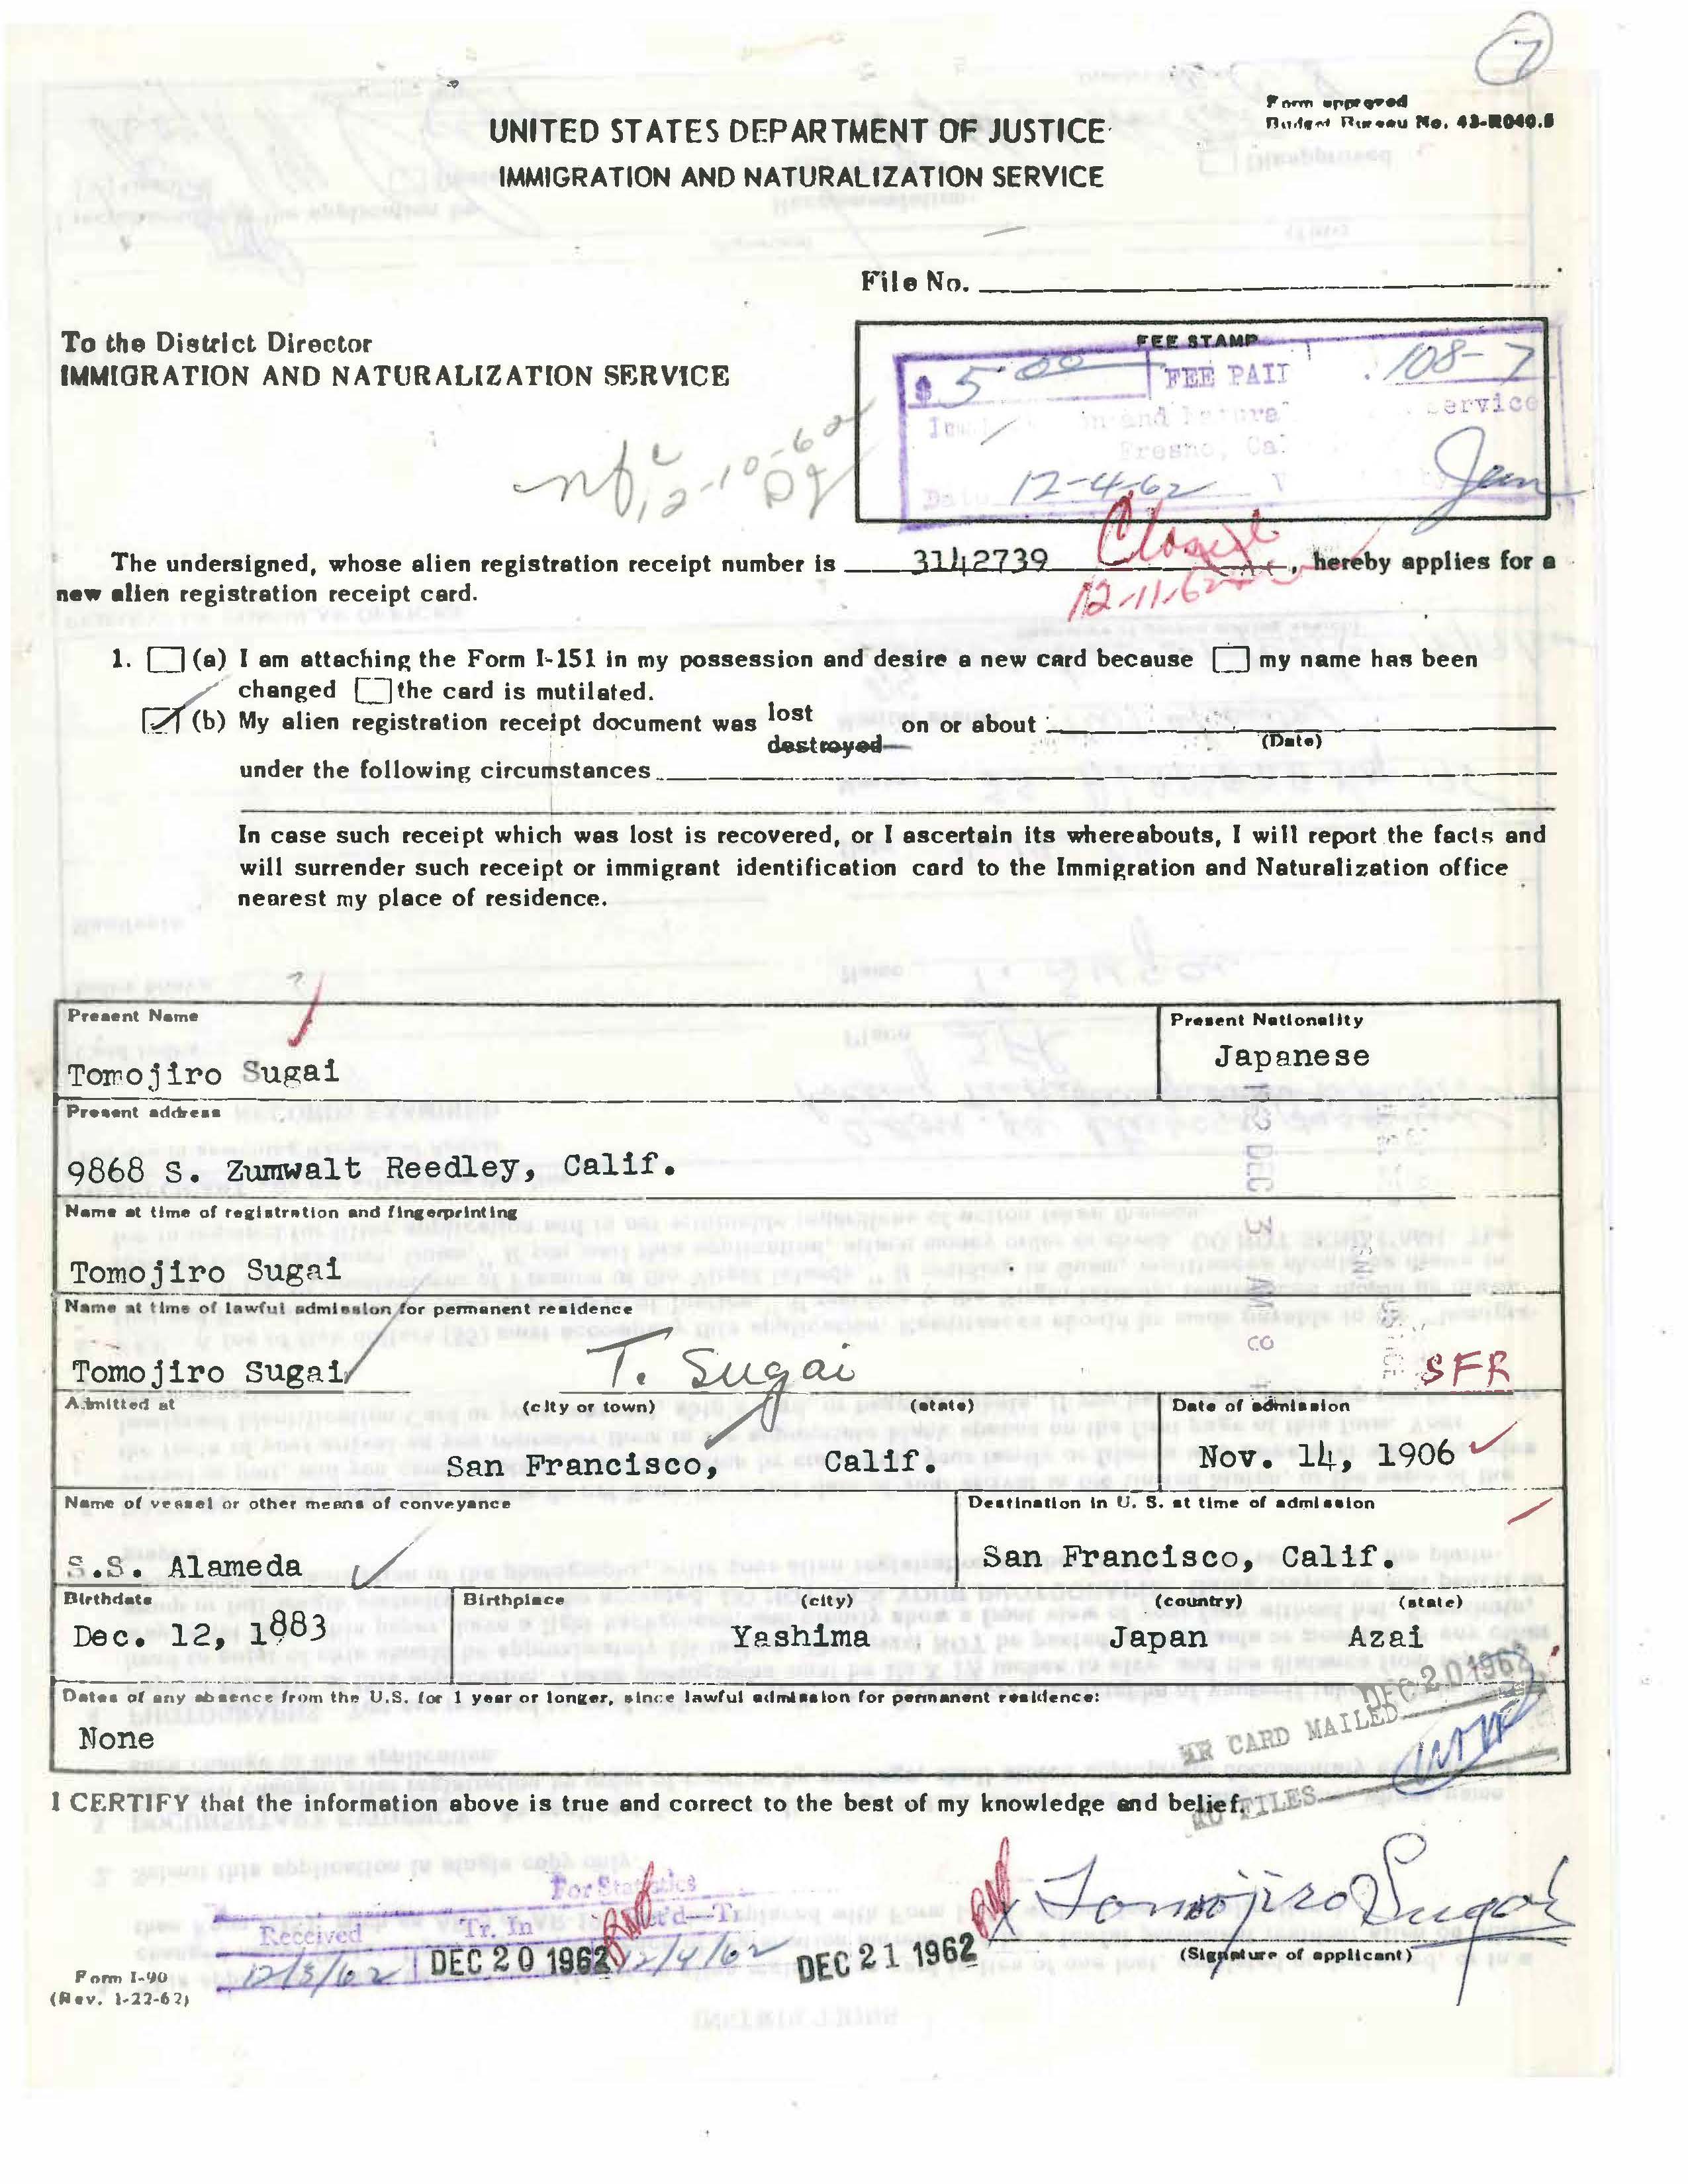 7
Form approved
Budget Bureau No. 43-R040.5
UNITED STATES DEPARTMENT OF JUSTICE
IMMIGRATION AND NATURALIZATION SERVICE
File No.
To the District Director
IMMIGRATION AND NATURALIZATION SERVICE
FEE STAMP
$ 5 00 FEE PAID 108-7
Service
Fresno, Cal
Date 12-4-62
12-10-62
The undersigned, whose alien registration receipt number is 3142739 Closed, hereby applies for a
12-11-62
new alien registration receipt card.
1. (a) I am attaching the Form I-151 in my possession and desire a new card because my name has been
changed the card is mutilated.
(b) My alien registration receipt document was lost destroyed on or about
(Date)
under the following circumstances
In case such receipt which was lost is recovered, or I ascertain its whereabouts, I will report the facts and
will surrender such receipt or immigrant identification card to the Immigration and Naturalization office
nearest my place of residence.
Present Name
Tomojiro Sugai
Present Nationality
Japanese
Present address
9868 S. Zumwalt Reedley, Calif.
Name at time of registration and fingerprinting
Tomojiro Sugai
Name at time of lawful admission for permanent residence
Tomojiro Sugai T. Sugai SFR
Admitted at (city or town) (state) Date of admission
San Francisco, Calif. Nov. 14, 1906
Name of vessel or other means of conveyance Destination in U. S. at time of admission
S.S. Alameda San Francisco, Calif.
Birthdate Birthplace (city) (country) (state)
Dec. 12, 1883 Yashima Japan Azai
Dates of any absence from the U.S. for 1 year or longer, since lawful admission for permanent residence:
None
DEC 20 1962
CARD MAILED
FILES
I CERTIFY that the information above is true and correct to the best of my knowledge and belief.
For Statistics
Received Tr. In Ret'd—Tr
12/3/62 DEC 20 1962 12/4/62 DEC 21 1962
X Tomojiro Sugai
(Signature of applicant)
Form I-90
(Rev. 1-22-62)